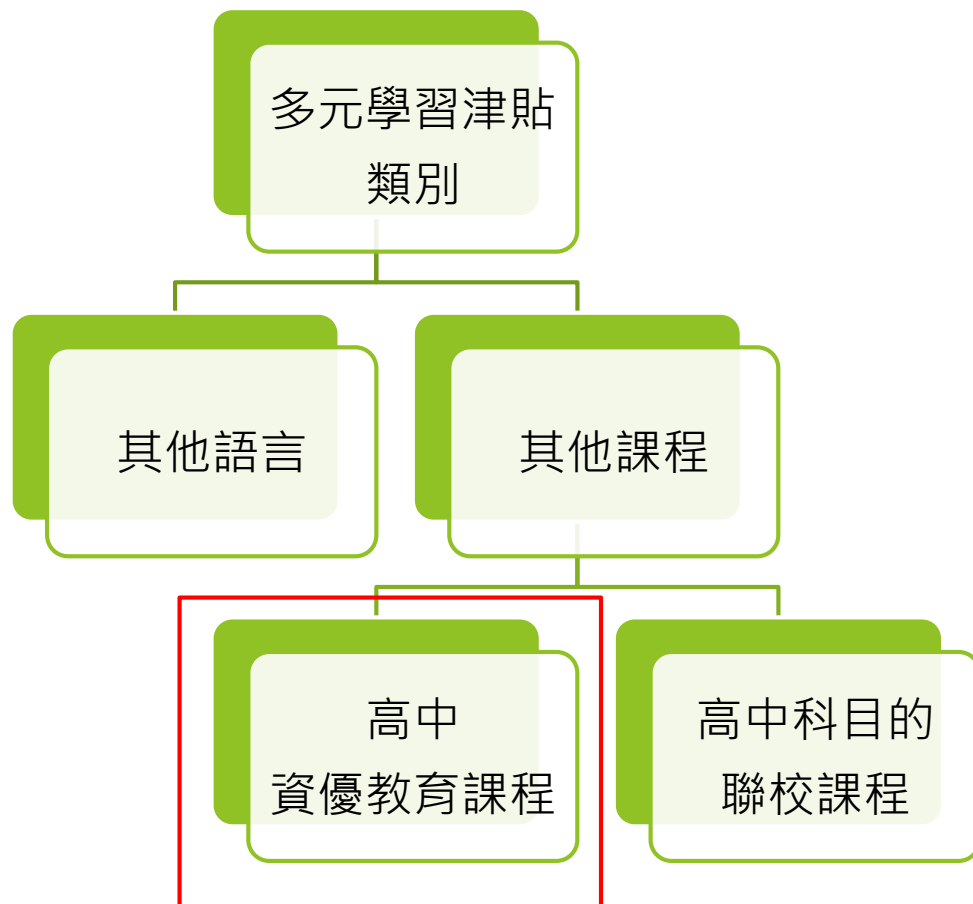 多元學習津貼
類別
其他語言
其他課程
高中
資優教育課程
高中科目的
聯校課程